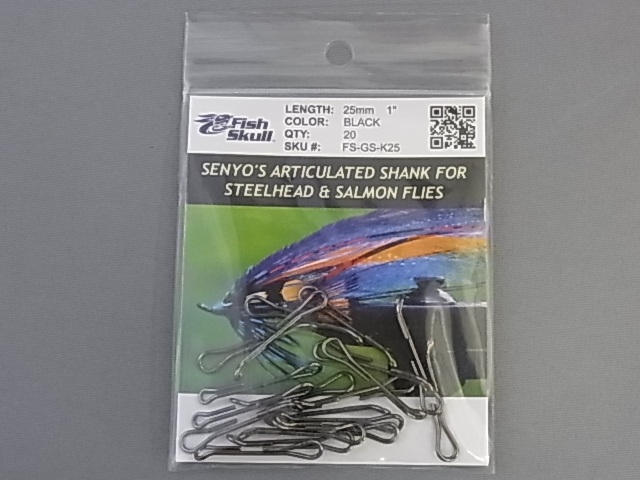 Fish Skull
LENGTH: 25mm 1"
COLOR: BLACK
QTY: 20
SKU #: FS-GS-K25
SENYO'S ARTICULATED SHANK FOR
STEELHEAD & SALMON FLIES